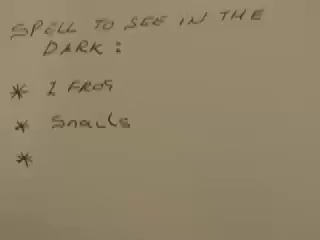 SPELL TO SEE IN THE
DARK:
* 1 FROG
* Snails
*